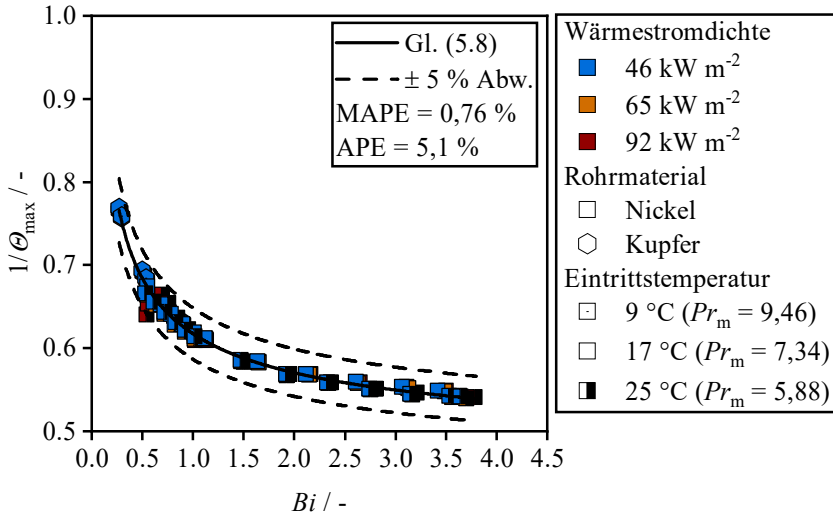 1.0
0.9
0.8
0.7
0.6
0.5
1/Θmax / -
0.0 0.5 1.0 1.5 2.0 2.5 3.0 3.5 4.0 4.5
Bi / -
Gl. (5.8)
± 5 % Abw.
MAPE = 0,76 %
APE = 5,1 %
Wärmestromdichte
46 kW m-2
65 kW m-2
92 kW m-2
Rohrmaterial
Nickel
Kupfer
Eintrittstemperatur
9 °C (Prm = 9,46)
17 °C (Prm = 7,34)
25 °C (Prm = 5,88)